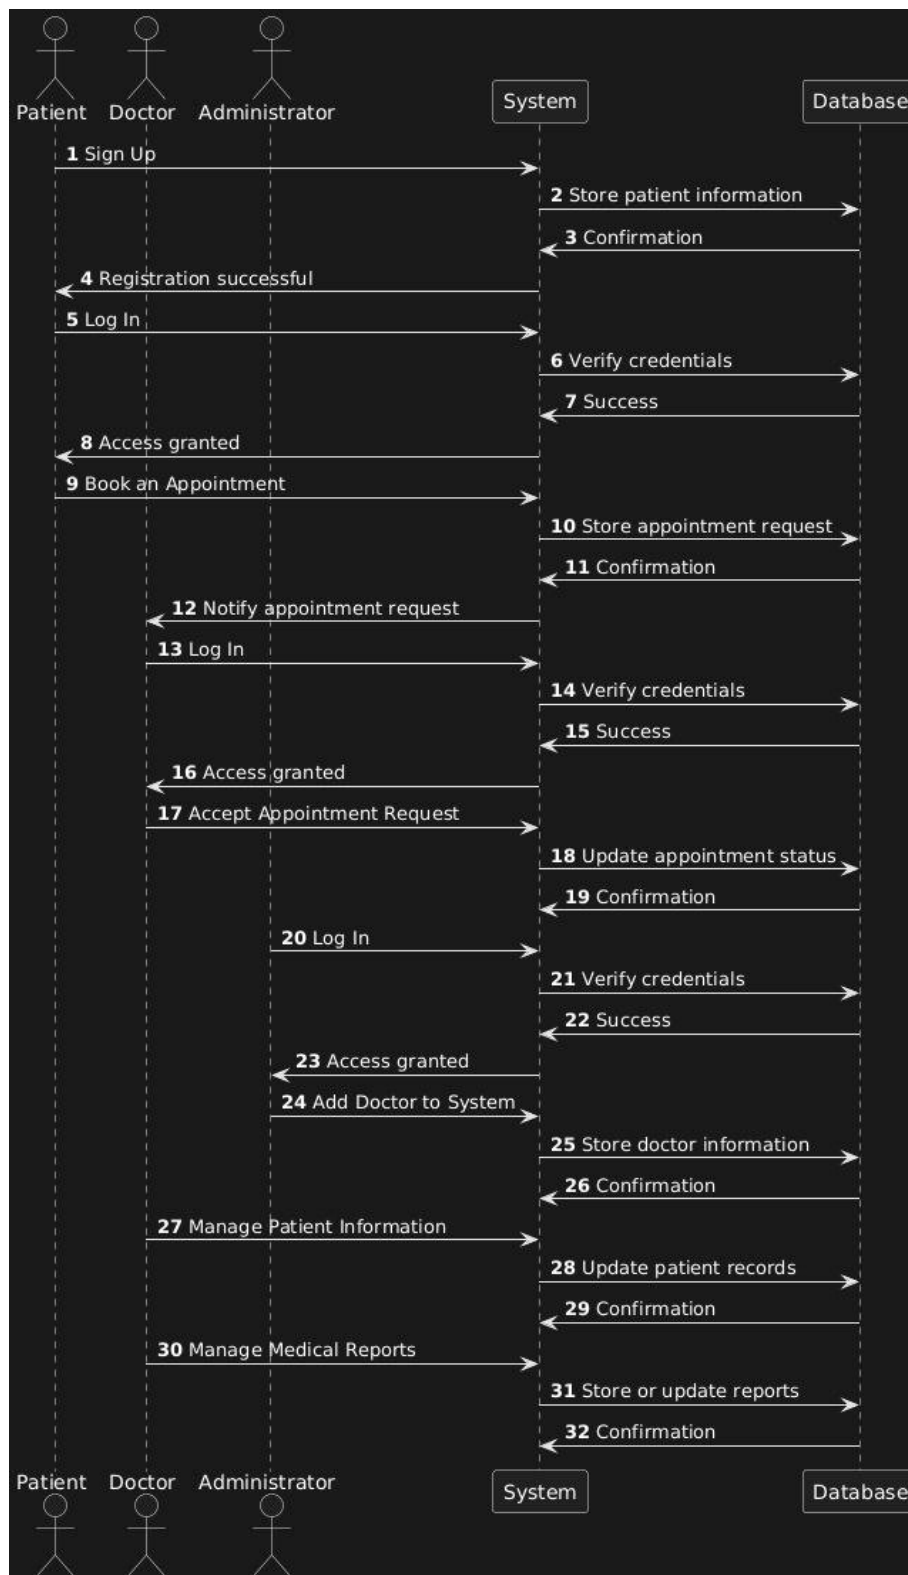 Patient Doctor Administrator System Database
1 Sign Up
2 Store patient information
3 Confirmation
4 Registration successful
5 Log In
6 Verify credentials
7 Success
8 Access granted
9 Book an Appointment
10 Store appointment request
11 Confirmation
12 Notify appointment request
13 Log In
14 Verify credentials
15 Success
16 Access granted
17 Accept Appointment Request
18 Update appointment status
19 Confirmation
20 Log In
21 Verify credentials
22 Success
23 Access granted
24 Add Doctor to System
25 Store doctor information
26 Confirmation
27 Manage Patient Information
28 Update patient records
29 Confirmation
30 Manage Medical Reports
31 Store or update reports
32 Confirmation
Patient Doctor Administrator System Database